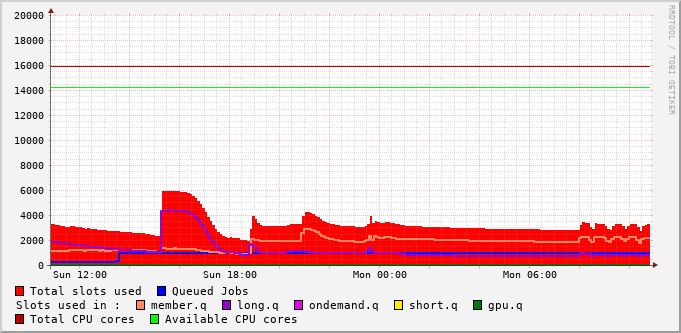 RRDTOOL / TOBI OETIKER
20000
18000
16000
14000
12000
10000
8000
6000
4000
2000
0
Sun 12:00 Sun 18:00 Mon 00:00 Mon 06:00
Total slots used Queued Jobs
Slots used in : member.q long.q ondemand.q short.q gpu.q
Total CPU cores Available CPU cores